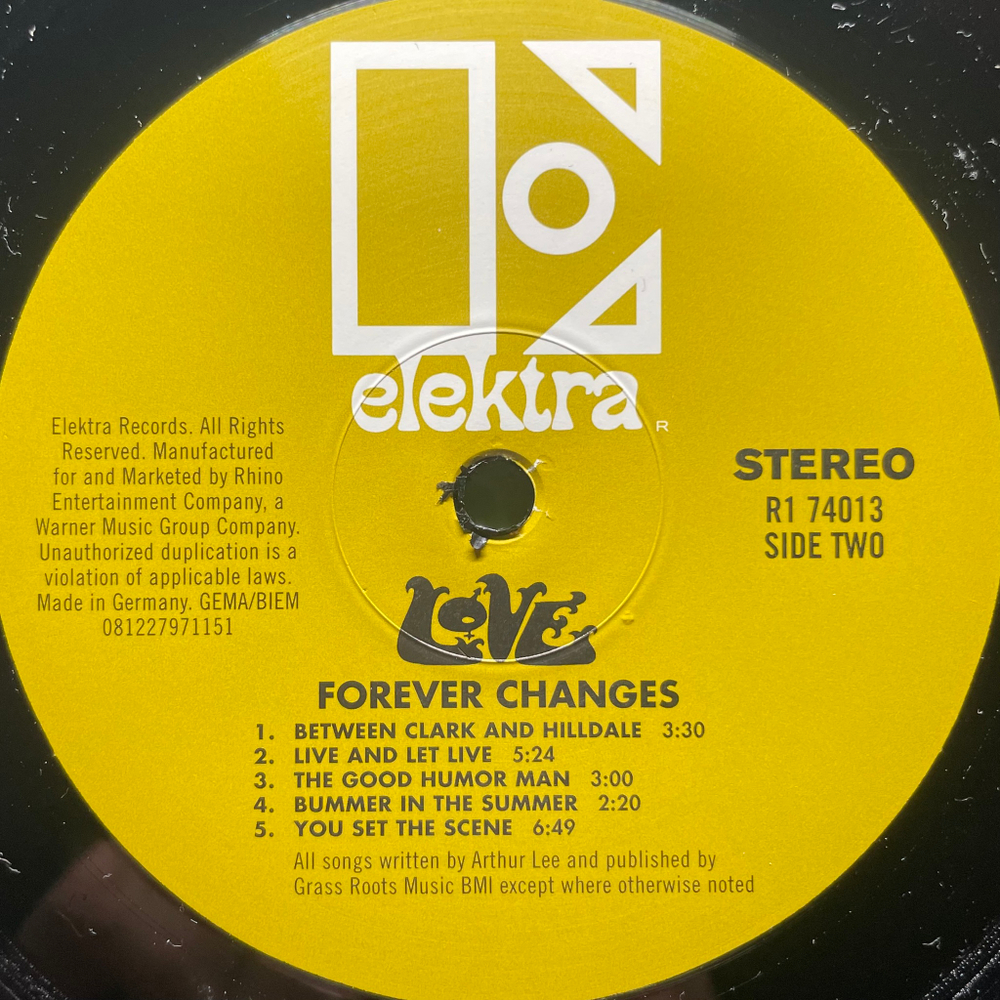 elektra
R
Elektra Records. All Rights
Reserved. Manufactured
for and Marketed by Rhino
Entertainment Company, a
Warner Music Group Company.
Unauthorized duplication is a
violation of applicable laws.
Made in Germany. GEMA/BIEM
081227971151
STEREO
R1 74013
SIDE TWO
LOVE
FOREVER CHANGES
1. BETWEEN CLARK AND HILLDALE 3:30
2. LIVE AND LET LIVE 5:24
3. THE GOOD HUMOR MAN 3:00
4. BUMMER IN THE SUMMER 2:20
5. YOU SET THE SCENE 6:49
All songs written by Arthur Lee and published by
Grass Roots Music BMI except where otherwise noted